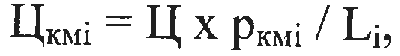 Цкмі = Ц х ркмі / Lі,